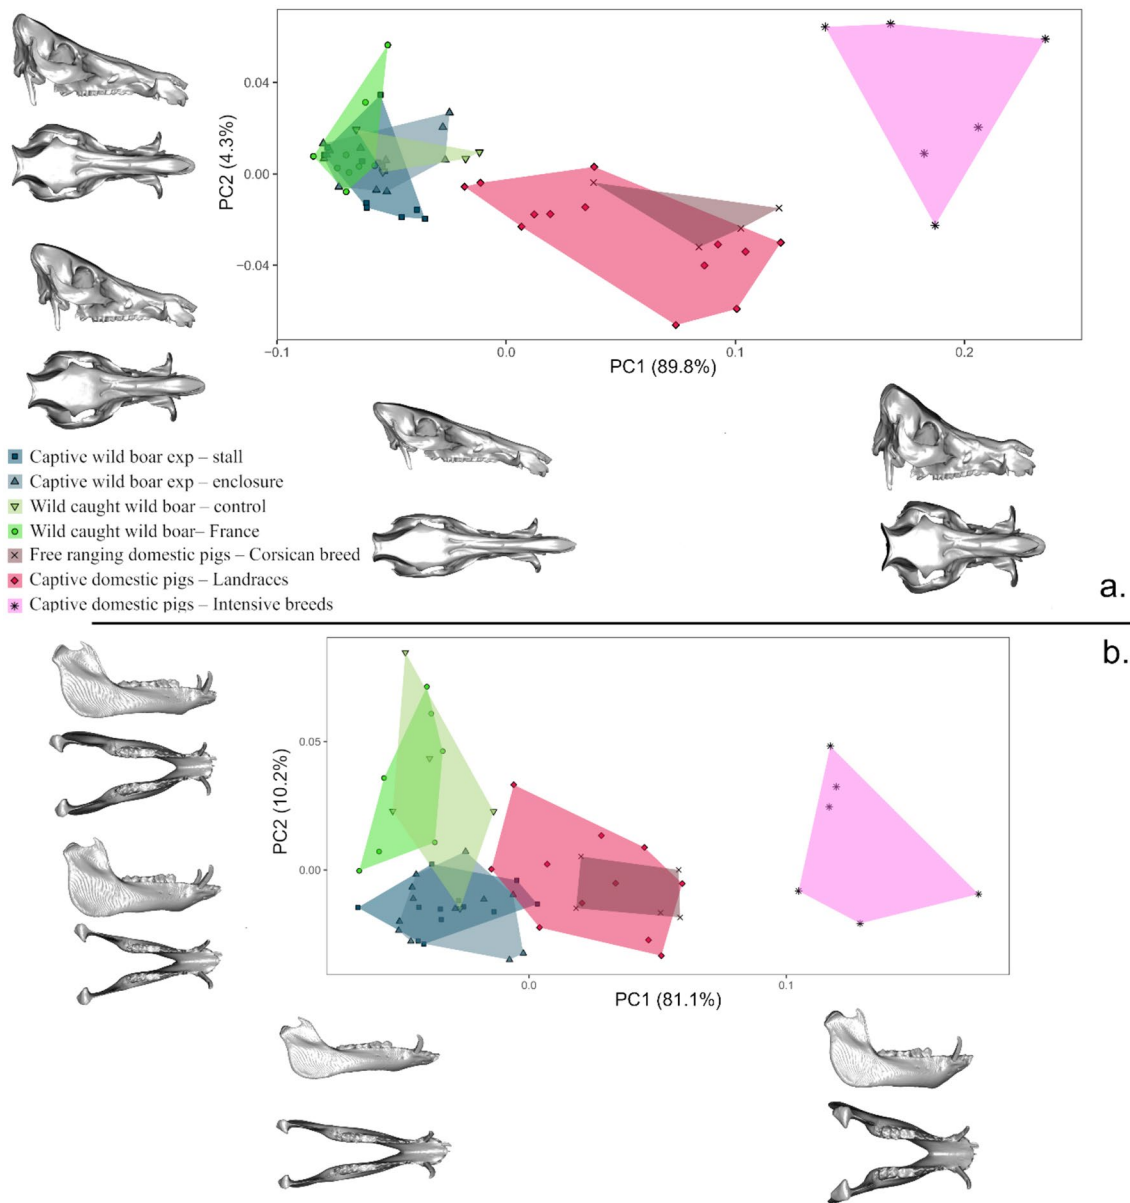 0.04
0.00
−0.04
PC2 (4.3%)
−0.1
0.0
0.1
0.2
PC1 (89.8%)
Captive wild boar exp – stall
Captive wild boar exp – enclosure
Wild caught wild boar – control
Wild caught wild boar– France
Free ranging domestic pigs – Corsican breed
Captive domestic pigs – Landraces
Captive domestic pigs – Intensive breeds
a.
b.
0.05
0.00
PC2 (10.2%)
0.0
0.1
PC1 (81.1%)